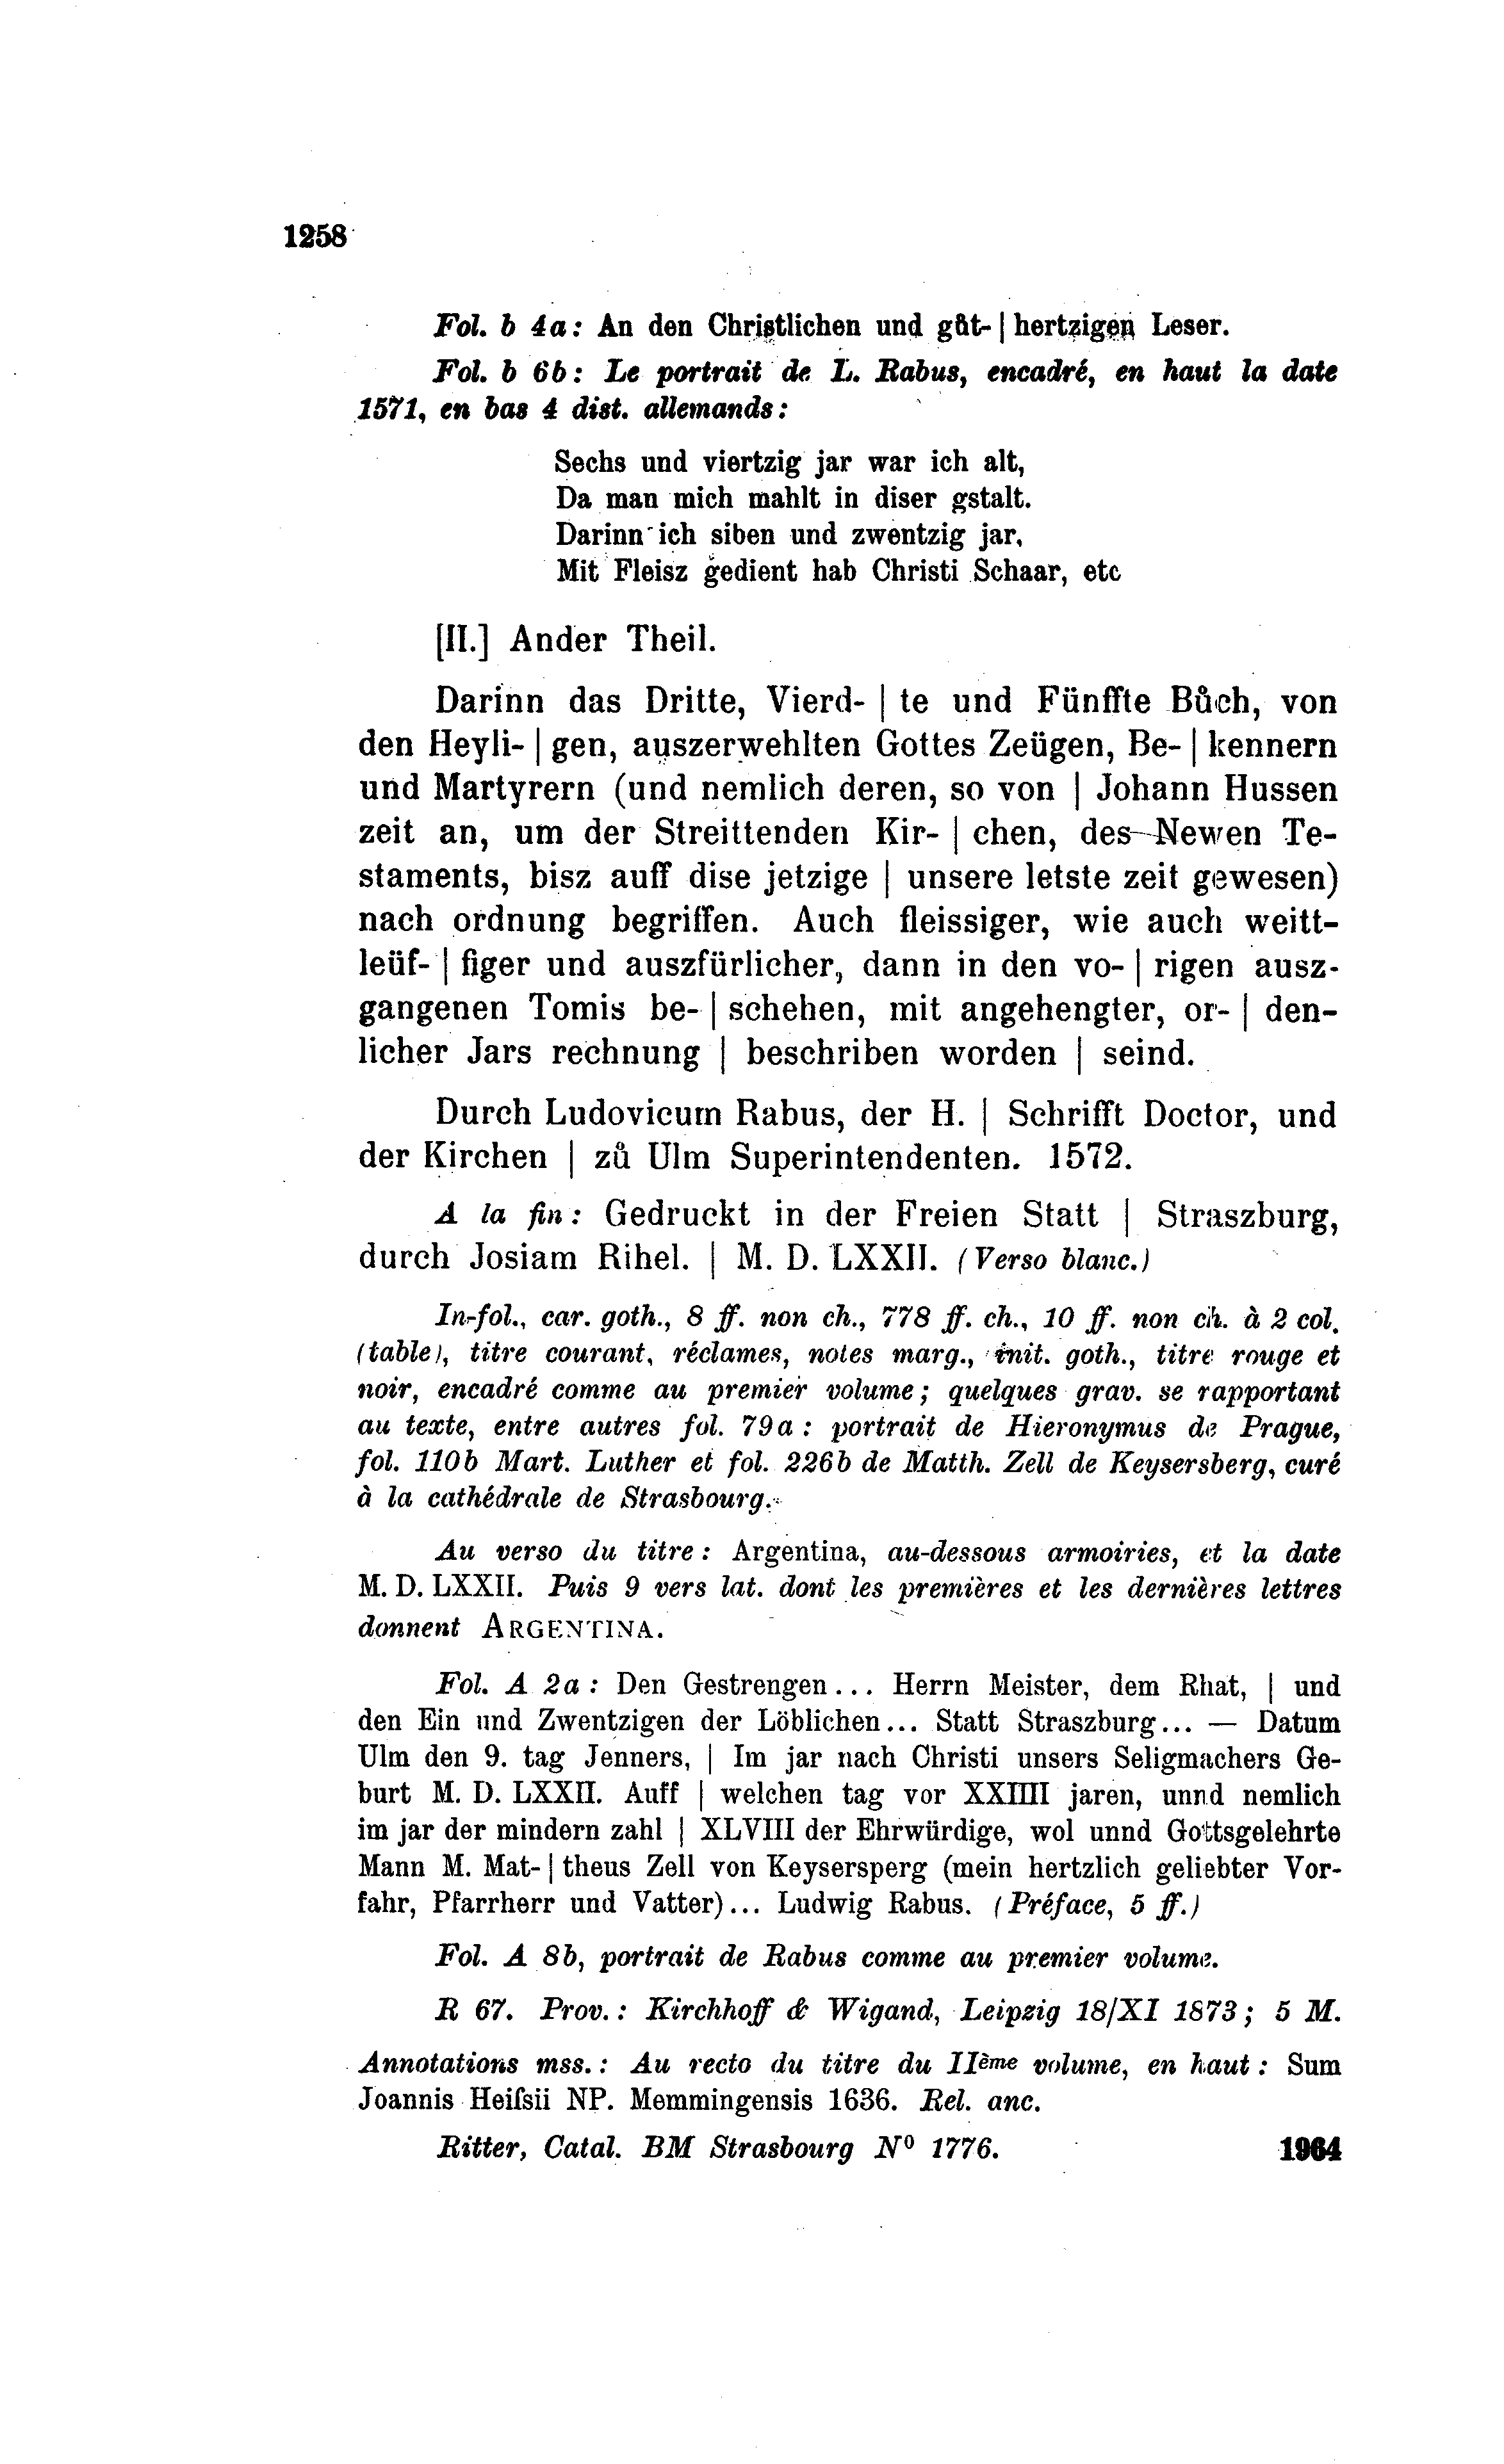 1258
Fol. b 4a: An den Christlichen und gůt- | hertzigen Leser.
Fol. b 6b: Le portrait de L. Rabus, encadré, en haut la date
1571, en bas 4 dist. allemands:
Sechs und viertzig jar war ich alt,
Da man mich mahlt in diser gstalt.
Darinn ich siben und zwentzig jar,
Mit Fleisz gedient hab Christi Schaar, etc
[II.] Ander Theil.
Darinn das Dritte, Vierd- | te und Fünffte Bůch, von
den Heyli- | gen, auszerwehlten Gottes Zeügen, Be- | kennern
und Martyrern (und nemlich deren, so von | Johann Hussen
zeit an, um der Streittenden Kir- | chen, des Newen Te-
staments, bisz auff dise jetzige | unsere letste zeit gewesen)
nach ordnung begriffen. Auch fleissiger, wie auch weitt-
leüf- | figer und auszfürlicher, dann in den vo- | rigen ausz-
gangenen Tomis be- | schehen, mit angehengter, or- | den-
licher Jars rechnung | beschriben worden | seind.
Durch Ludovicum Rabus, der H. | Schrifft Doctor, und
der Kirchen | zů Ulm Superintendenten. 1572.
A la fin: Gedruckt in der Freien Statt | Straszburg,
durch Josiam Rihel. | M. D. LXXII. (Verso blanc.)
In-fol., car. goth., 8 ff. non ch., 778 ff. ch., 10 ff. non ch. à 2 col.
(table), titre courant, réclames, notes marg., init. goth., titre rouge et
noir, encadré comme au premier volume; quelques grav. se rapportant
au texte, entre autres fol. 79a: portrait de Hieronymus de Prague,
fol. 110b Mart. Luther et fol. 226b de Matth. Zell de Keysersberg, curé
à la cathédrale de Strasbourg.
Au verso du titre: Argentina, au-dessous armoiries, et la date
M. D. LXXII. Puis 9 vers lat. dont les premières et les dernières lettres
donnent ARGENTINA.
Fol. A 2a: Den Gestrengen... Herrn Meister, dem Rhat, | und
den Ein und Zwentzigen der Löblichen... Statt Straszburg... — Datum
Ulm den 9. tag Jenners, | Im jar nach Christi unsers Seligmachers Ge-
burt M. D. LXXII. Auff | welchen tag vor XXIIII jaren, unnd nemlich
im jar der mindern zahl | XLVIII der Ehrwürdige, wol unnd Gottsgelehrte
Mann M. Mat- | theus Zell von Keysersperg (mein hertzlich geliebter Vor-
fahr, Pfarrherr und Vatter)... Ludwig Rabus. (Préface, 5 ff.)
Fol. A 8b, portrait de Rabus comme au premier volume.
R 67. Prov.: Kirchhoff & Wigand, Leipzig 18/XI 1873; 5 M.
Annotations mss.: Au recto du titre du IIème volume, en haut: Sum
Joannis Heiſsii NP. Memmingensis 1636. Rel. anc.
Ritter, Catal. BM Strasbourg Nº 1776. 1964